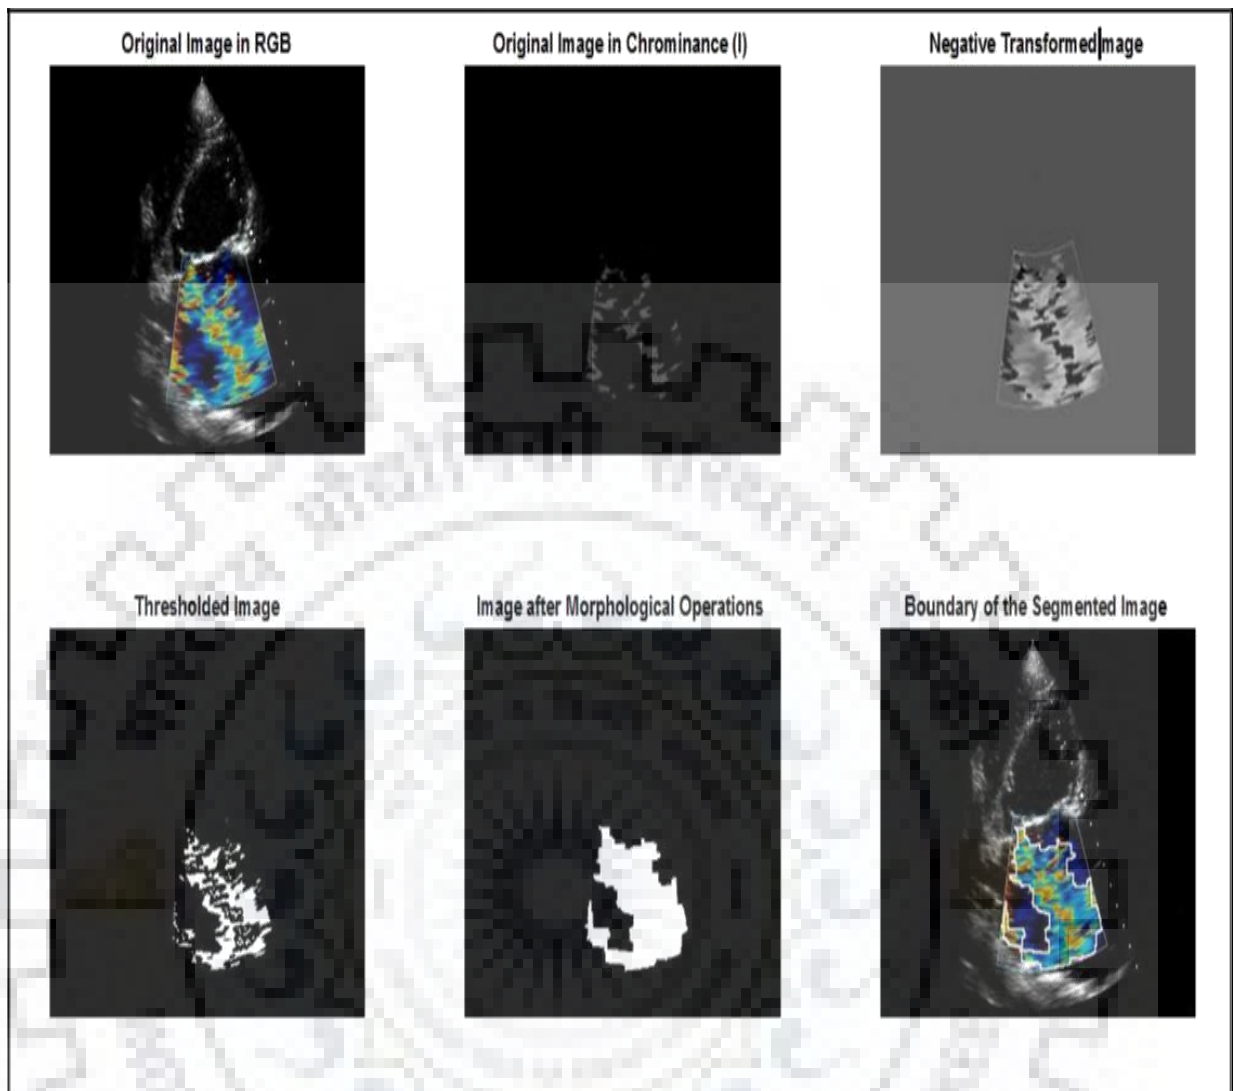 Original Image in RGB
Original Image in Chrominance (I)
Negative Transformed Image
Thresholded Image
Image after Morphological Operations
Boundary of the Segmented Image